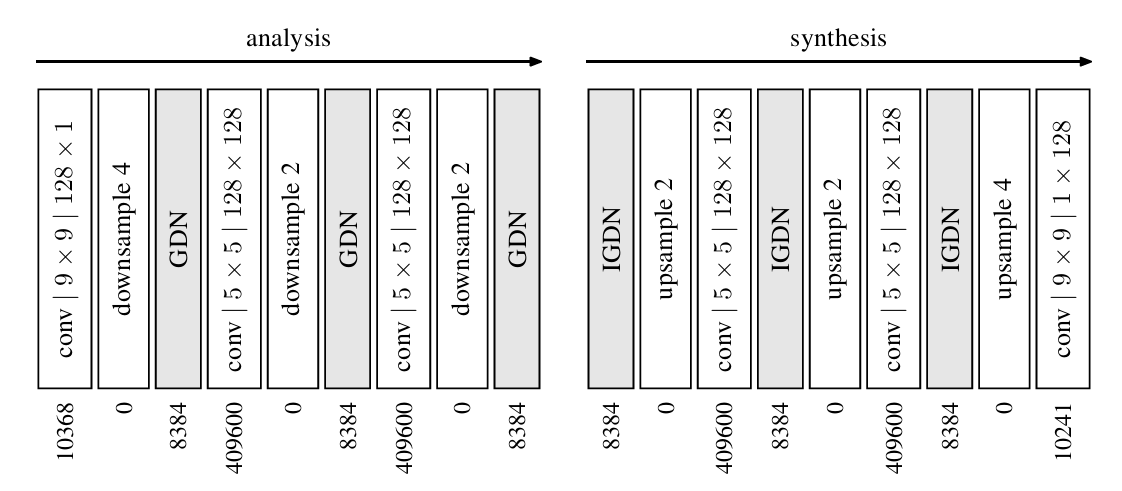 analysis
synthesis
conv | 9 × 9 | 128 × 1
downsample 4
GDN
conv | 5 × 5 | 128 × 128
downsample 2
GDN
conv | 5 × 5 | 128 × 128
downsample 2
GDN
IGDN
upsample 2
conv | 5 × 5 | 128 × 128
IGDN
upsample 2
conv | 5 × 5 | 128 × 128
IGDN
upsample 4
conv | 9 × 9 | 1 × 128
10368
0
8384
409600
0
8384
409600
0
8384
8384
0
409600
8384
0
409600
8384
0
10241